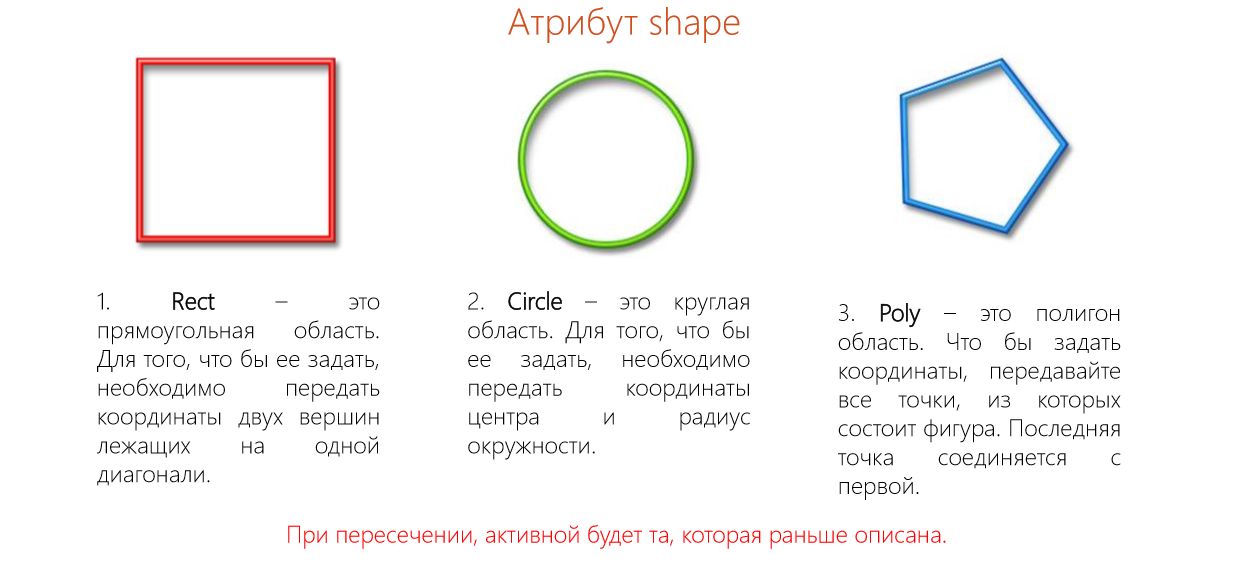 Атрибут shape
1. Rect – это
прямоугольная область.
Для того, что бы ее задать,
необходимо передать
координаты двух вершин
лежащих на одной
диагонали.
2. Circle – это круглая
область. Для того, что бы
ее задать, необходимо
передать координаты
центра и радиус
окружности.
3. Poly – это полигон
область. Что бы задать
координаты, передавайте
все точки, из которых
состоит фигура. Последняя
точка соединяется с
первой.
При пересечении, активной будет та, которая раньше описана.